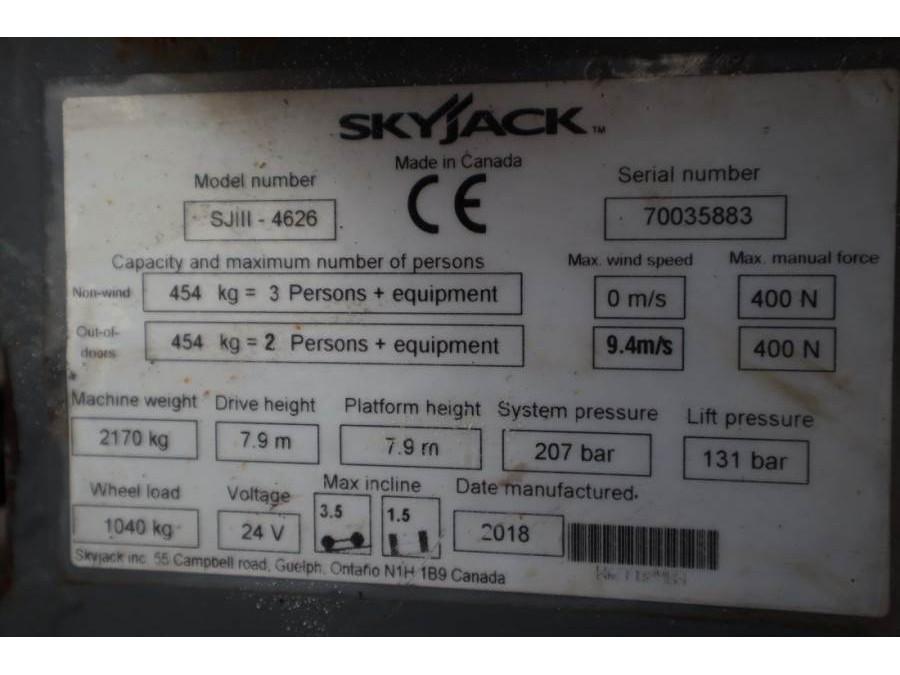 SKYJACK™
Made in Canada
Model number
Serial number
SJIII - 4626
CE
70035883
Capacity and maximum number of persons
Max. wind speed
Max. manual force
Non-wind
454 kg = 3 Persons + equipment
0 m/s
400 N
Out-of-doors
454 kg = 2 Persons + equipment
9.4m/s
400 N
Machine weight
Drive height
Platform height
System pressure
Lift pressure
2170 kg
7.9 m
7.9 m
207 bar
131 bar
Wheel load
Voltage
Max incline
Date manufactured.
1040 kg
24 V
3.5
1.5
2018
Skyjack inc. 55 Campbell road, Guelph, Ontario N1H 1B9 Canada